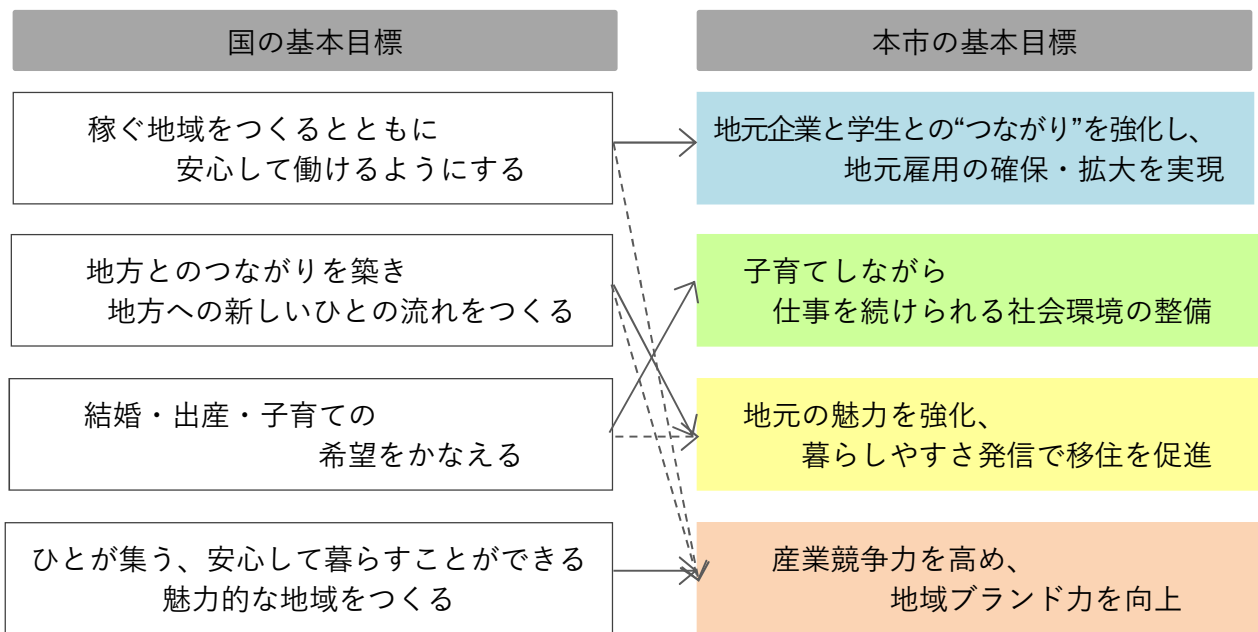 国の基本目標
本市の基本目標
稼ぐ地域をつくるとともに
安心して働けるようにする
地元企業と学生との“つながり”を強化し、
地元雇用の確保・拡大を実現
地方とのつながりを築き
地方への新しいひとの流れをつくる
子育てしながら
仕事を続けられる社会環境の整備
結婚・出産・子育ての
希望をかなえる
地元の魅力を強化、
暮らしやすさ発信で移住を促進
ひとが集う、安心して暮らすことができる
魅力的な地域をつくる
産業競争力を高め、
地域ブランド力を向上